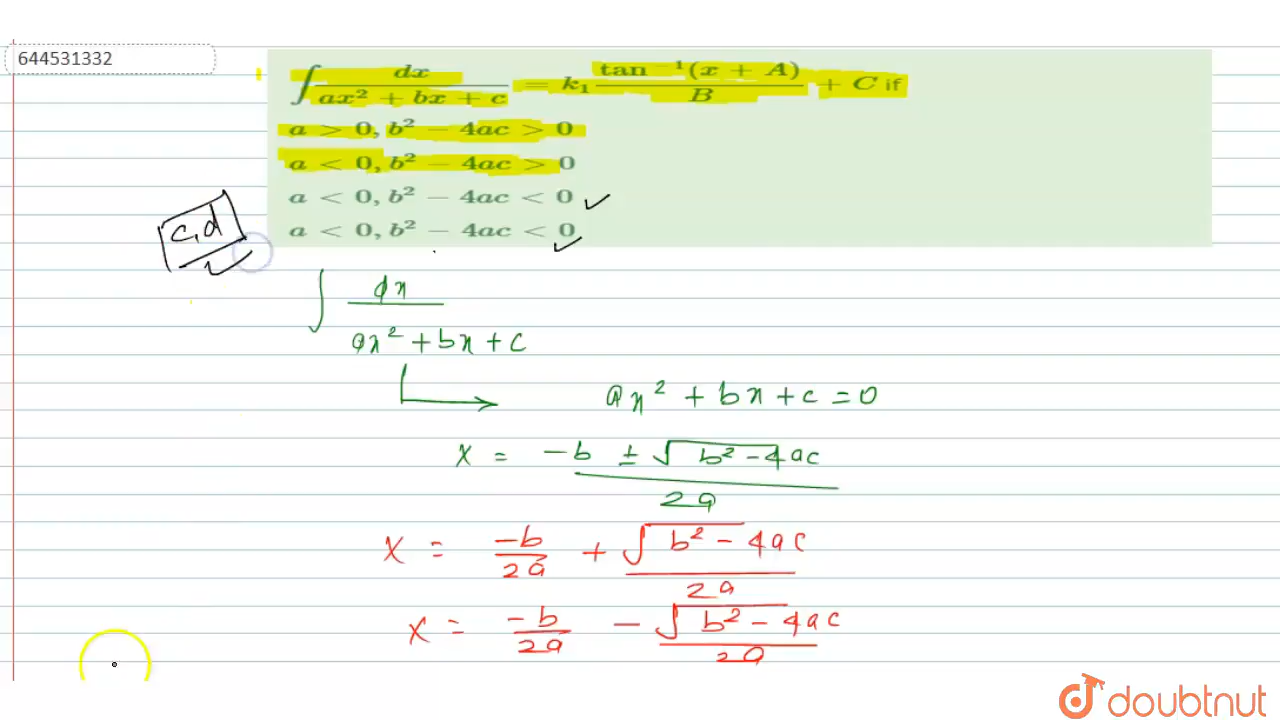 644531332
∫ dx / (ax² + bx + c) = k₁ tan⁻¹(x + A) / B + C if
a > 0, b² − 4ac > 0
a < 0, b² − 4ac > 0
a < 0, b² − 4ac < 0 ✓
a < 0, b² − 4ac < 0 ✓
c,d
∫ dx / (ax² + bx + c)
ax² + bx + c = 0
x = (−b ± √(b² − 4ac)) / 2a
x = −b/2a + √(b² − 4ac) / 2a
x = −b/2a − √(b² − 4ac) / 2a
doubtnut